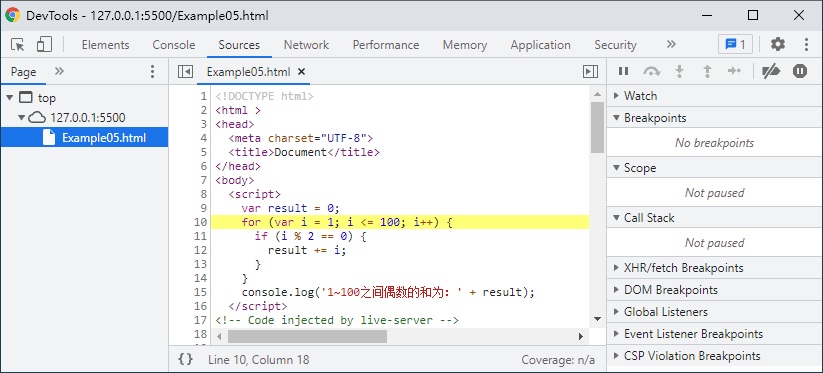 DevTools - 127.0.0.1:5500/Example05.html
Elements Console Sources Network Performance Memory Application Security » 1
Page » Example05.html ×
top
127.0.0.1:5500
Example05.html
1 <!DOCTYPE html>
2 <html >
3 <head>
4 <meta charset="UTF-8">
5 <title>Document</title>
6 </head>
7 <body>
8 <script>
9 var result = 0;
10 for (var i = 1; i <= 100; i++) {
11 if (i % 2 == 0) {
12 result += i;
13 }
14 }
15 console.log('1~100之间偶数的和为：' + result);
16 </script>
17 <!-- Code injected by live-server -->
18
{} Line 10, Column 18 Coverage: n/a
Watch
Breakpoints
No breakpoints
Scope
Not paused
Call Stack
Not paused
XHR/fetch Breakpoints
DOM Breakpoints
Global Listeners
Event Listener Breakpoints
CSP Violation Breakpoints